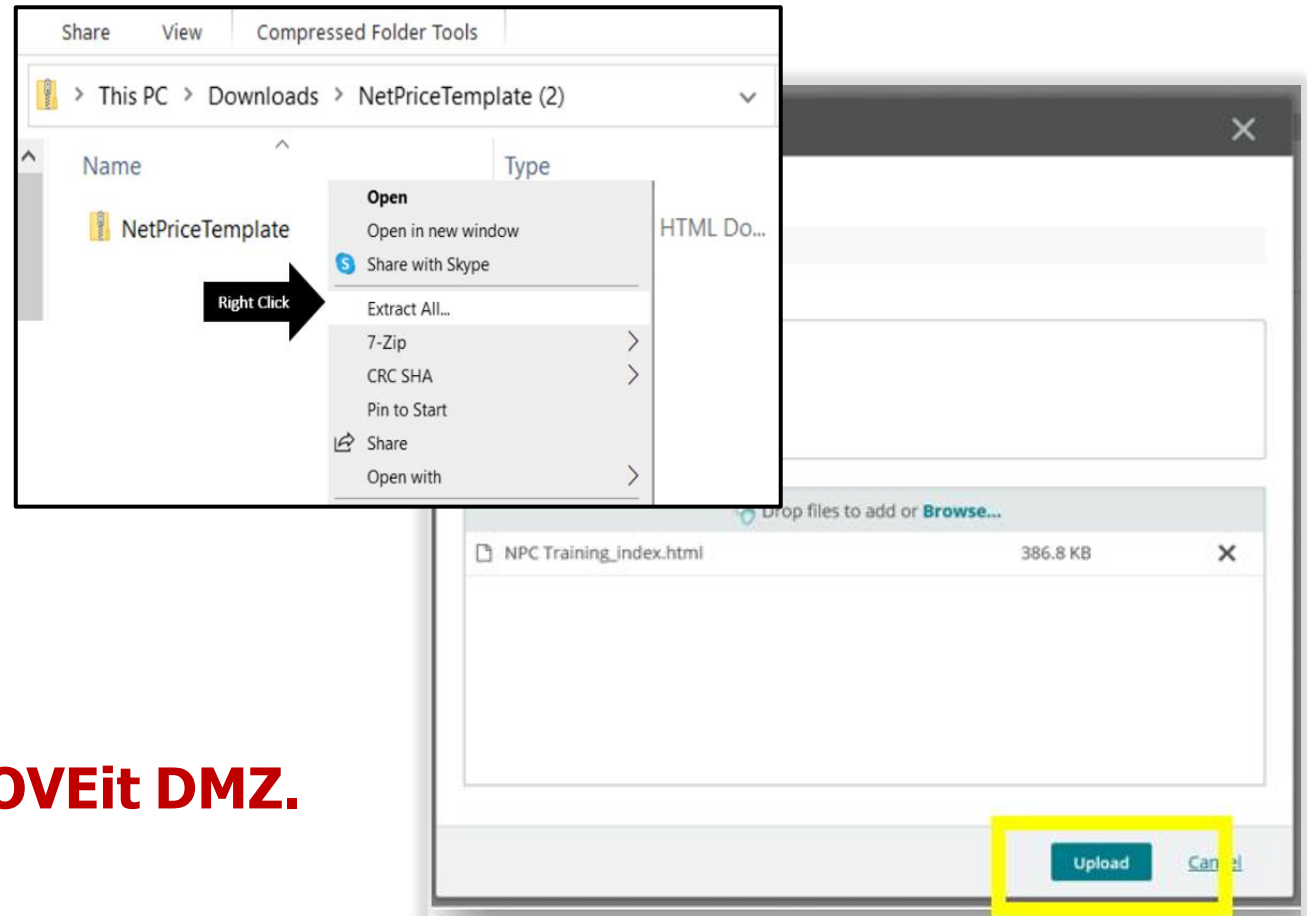 Share View Compressed Folder Tools
> This PC > Downloads > NetPriceTemplate (2)
Name Type
NetPriceTemplate HTML Do...
Open
Open in new window
S Share with Skype
Right Click
Extract All...
7-Zip
CRC SHA
Pin to Start
Share
Open with
Drop files to add or Browse...
NPC Training_index.html 386.8 KB
OVEit DMZ.
Upload Cancel